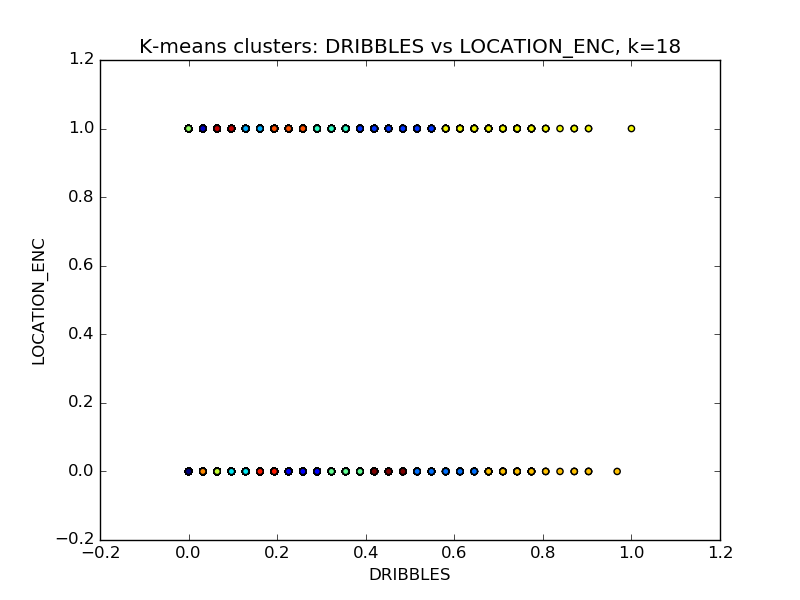 K-means clusters: DRIBBLES vs LOCATION_ENC, k=18
1.2
1.0
0.8
0.6
0.4
0.2
0.0
−0.2
LOCATION_ENC
−0.2 0.0 0.2 0.4 0.6 0.8 1.0 1.2
DRIBBLES